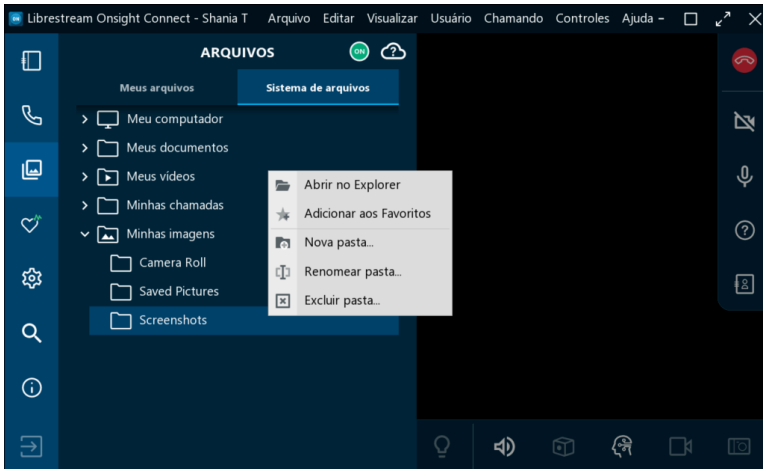 Librestream Onsight Connect - Shania T Arquivo Editar Visualizar Usuário Chamando Controles Ajuda
ARQUIVOS ON
Meus arquivos Sistema de arquivos
Meu computador
Meus documentos
Meus vídeos
Minhas chamadas
Minhas imagens
Camera Roll
Saved Pictures
Screenshots
Abrir no Explorer
Adicionar aos Favoritos
Nova pasta...
Renomear pasta...
Excluir pasta...